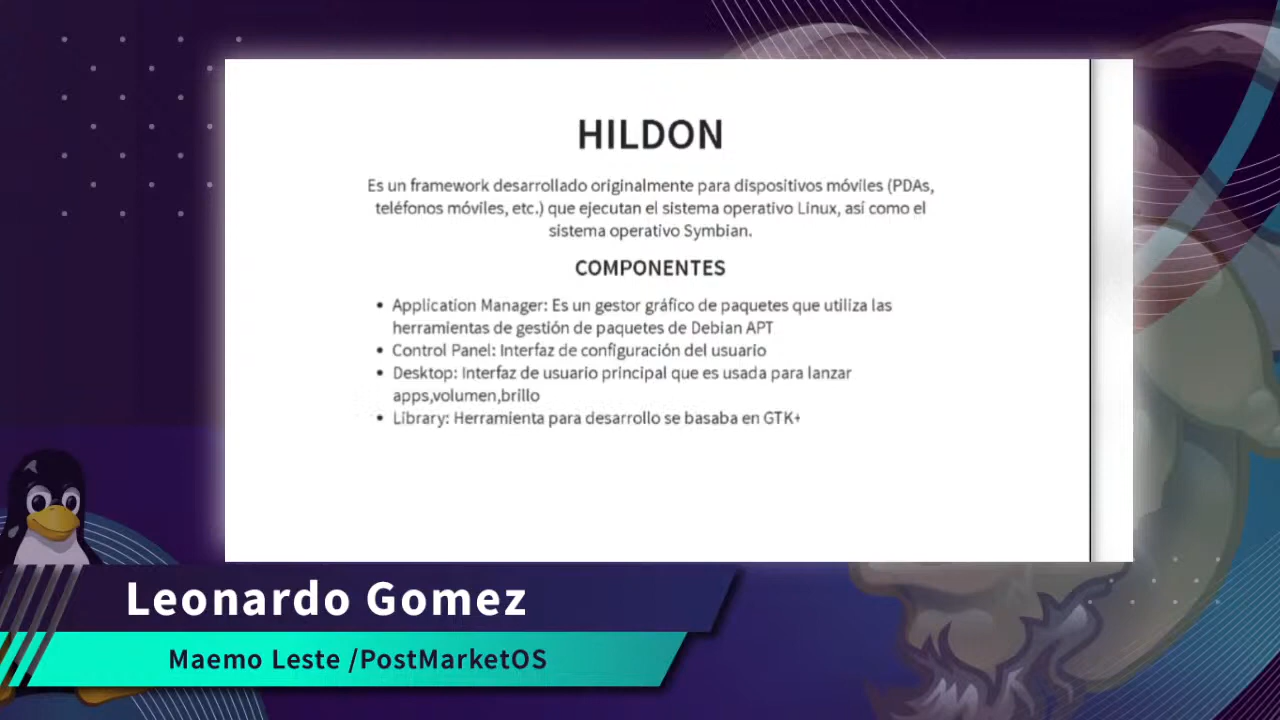 HILDON
Es un framework desarrollado originalmente para dispositivos móviles (PDAs,
teléfonos móviles, etc.) que ejecutan el sistema operativo Linux, así como el
sistema operativo Symbian.
COMPONENTES
• Application Manager: Es un gestor gráfico de paquetes que utiliza las
herramientas de gestión de paquetes de Debian APT
• Control Panel: Interfaz de configuración del usuario
• Desktop: Interfaz de usuario principal que es usada para lanzar
apps,volumen,brillo
• Library: Herramienta para desarrollo se basaba en GTK+
Leonardo Gomez
Maemo Leste /PostMarketOS